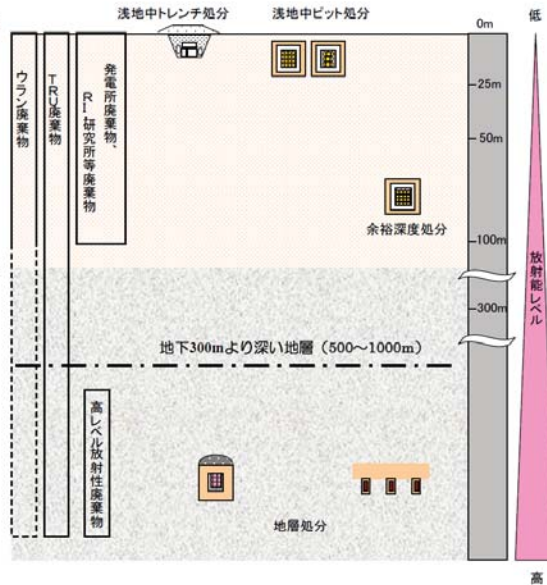 浅地中トレンチ処分
浅地中ピット処分
0m
低
ウラン廃棄物
TRU廃棄物
発電所廃棄物、
RI・研究所等廃棄物
25m
50m
余裕深度処分
100m
放射能レベル
300m
地下300mより深い地層（500～1000m）
高レベル放射性廃棄物
地層処分
高